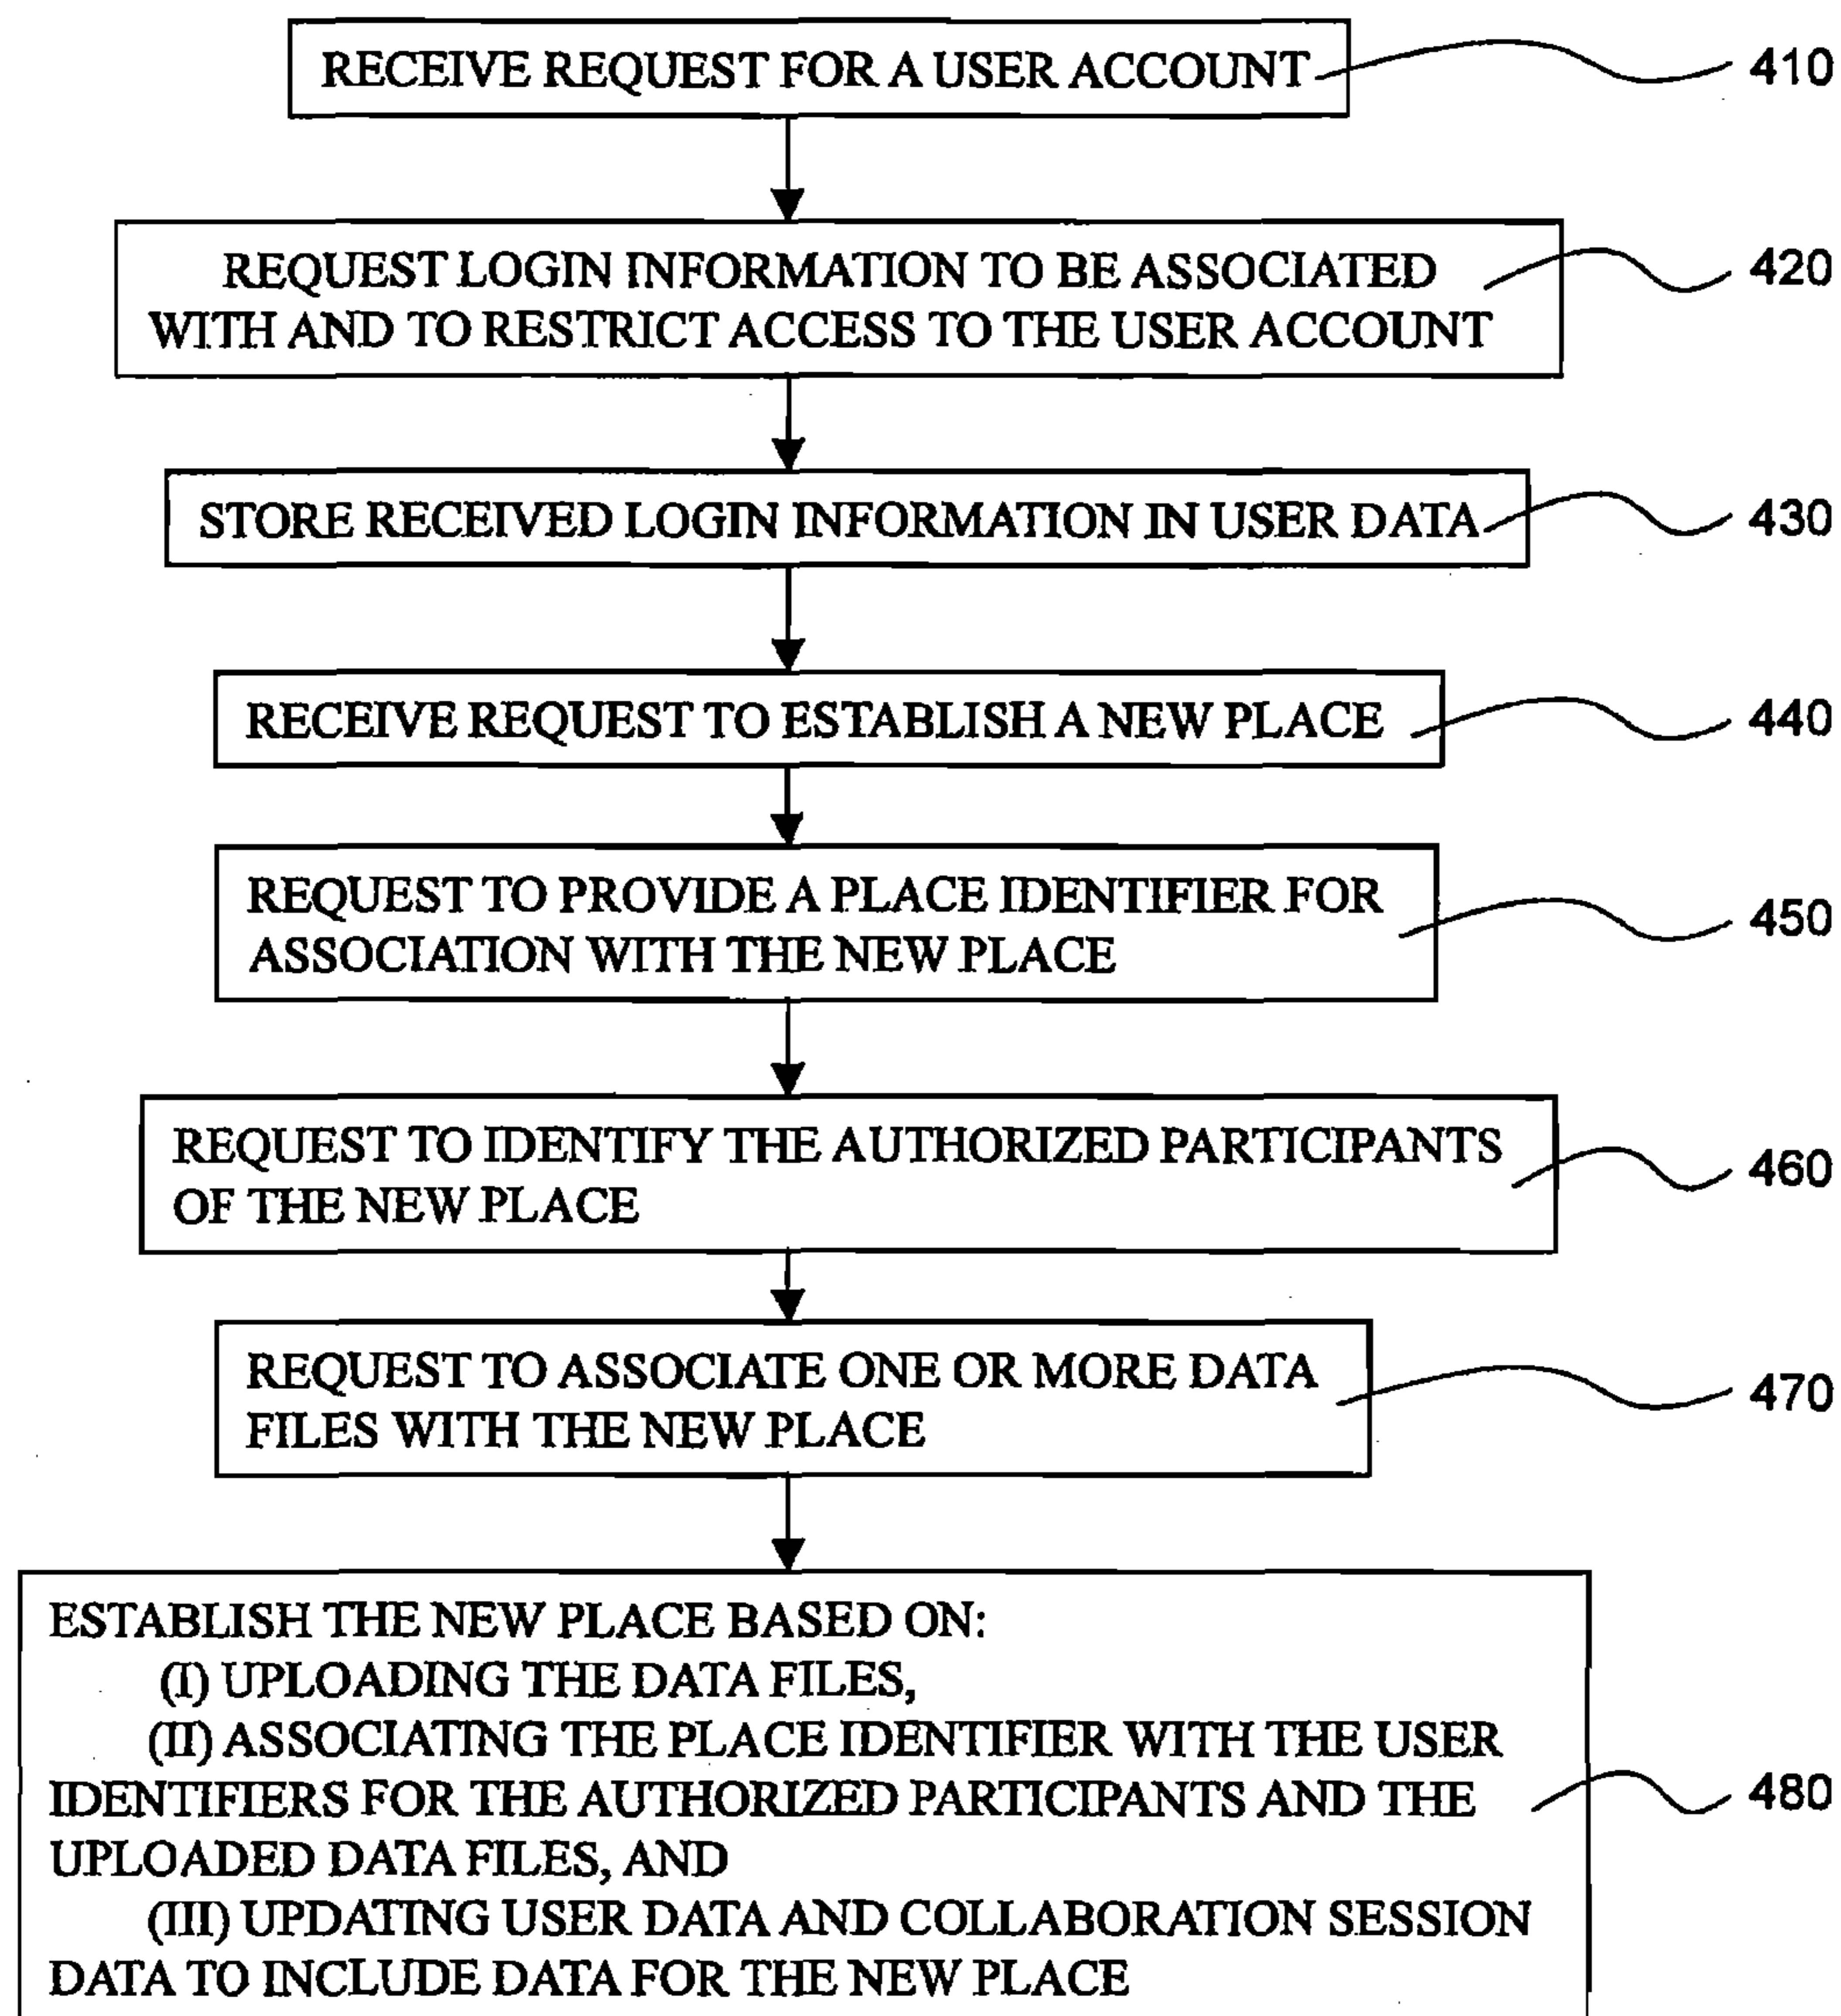 RECEIVE REQUEST FOR A USER ACCOUNT
410
REQUEST LOGIN INFORMATION TO BE ASSOCIATED
WITH AND TO RESTRICT ACCESS TO THE USER ACCOUNT
420
STORE RECEIVED LOGIN INFORMATION IN USER DATA
430
RECEIVE REQUEST TO ESTABLISH A NEW PLACE
440
REQUEST TO PROVIDE A PLACE IDENTIFIER FOR
ASSOCIATION WITH THE NEW PLACE
450
REQUEST TO IDENTIFY THE AUTHORIZED PARTICIPANTS
OF THE NEW PLACE
460
REQUEST TO ASSOCIATE ONE OR MORE DATA
FILES WITH THE NEW PLACE
470
ESTABLISH THE NEW PLACE BASED ON:
(I) UPLOADING THE DATA FILES,
(II) ASSOCIATING THE PLACE IDENTIFIER WITH THE USER
IDENTIFIERS FOR THE AUTHORIZED PARTICIPANTS AND THE
UPLOADED DATA FILES, AND
(III) UPDATING USER DATA AND COLLABORATION SESSION
DATA TO INCLUDE DATA FOR THE NEW PLACE
480